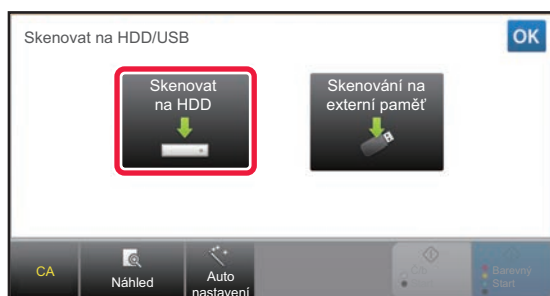 Skenovat na HDD/USB
OK
Skenovat
na HDD
Skenování na
externí paměť
CA
Náhled
Auto
nastavení
Barevný
Start